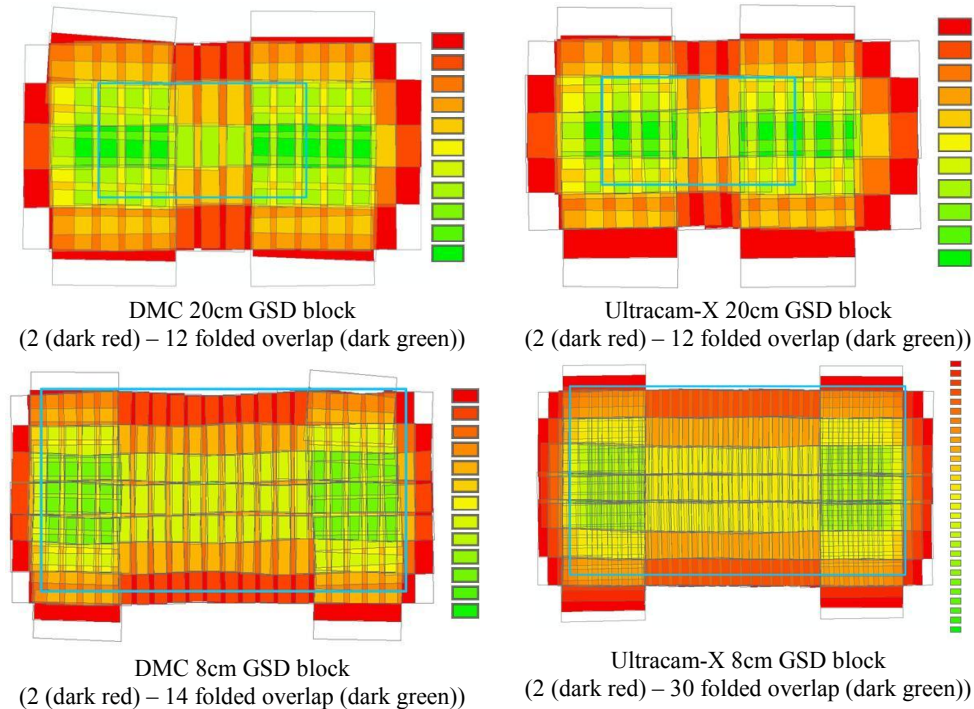 DMC 20cm GSD block
(2 (dark red) – 12 folded overlap (dark green))
Ultracam-X 20cm GSD block
(2 (dark red) – 12 folded overlap (dark green))
DMC 8cm GSD block
(2 (dark red) – 14 folded overlap (dark green))
Ultracam-X 8cm GSD block
(2 (dark red) – 30 folded overlap (dark green))